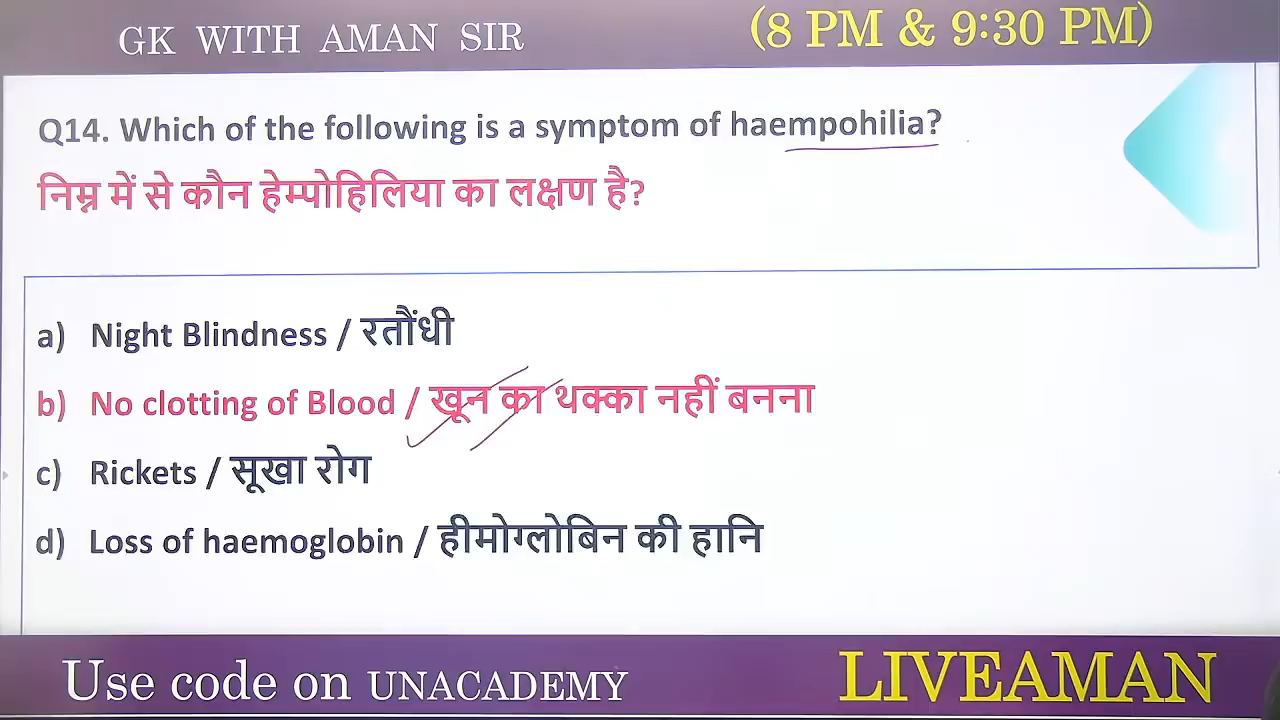 GK WITH AMAN SIR
(8 PM & 9:30 PM)
Q14. Which of the following is a symptom of haempohilia?
निम्न में से कौन हेम्पोहिलिया का लक्षण है?
a) Night Blindness / रतौंधी
b) No clotting of Blood / खून का थक्का नहीं बनना
c) Rickets / सूखा रोग
d) Loss of haemoglobin / हीमोग्लोबिन की हानि
Use code on UNACADEMY
LIVEAMAN